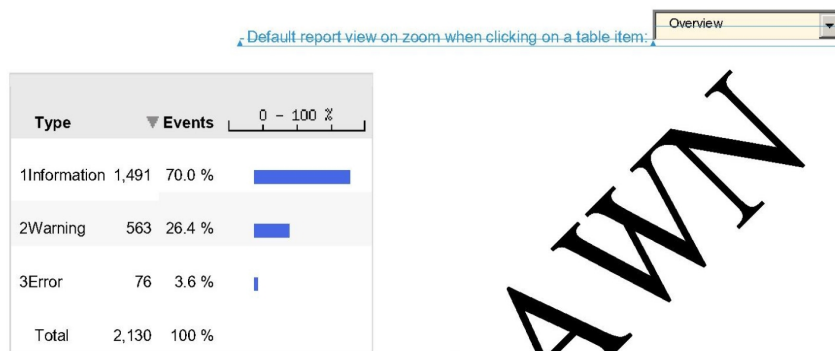 Default report view on zoom when clicking on a table item: Overview
Type Events 0 - 100 %
1Information 1,491 70.0 %
2Warning 563 26.4 %
3Error 76 3.6 %
Total 2,130 100 %
AWN